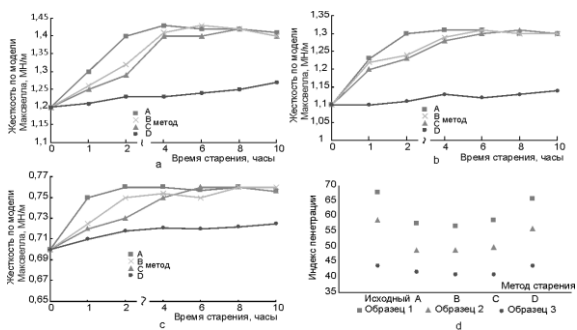 Жесткость по модели
Максвелла, МН/м
1,45
1,4
1,35
1,3
1,25
1,2
1,15
1,1
0 1 2 4 6 8 10
A
B
C
D
метод
Время старения, часы
a
Жесткость по модели
Максвелла, МН/м
1,35
1,3
1,25
1,2
1,15
1,1
1,05
1
0 1 2 4 6 8 10
A
B
C
D
метод
Время старения, часы
b
Жесткость по модели
Максвелла, МН/м
0,77
0,75
0,73
0,71
0,69
0,67
0,65
0 1 2 4 6 8 10
A
B
C
D
метод
Время старения, часы
c
Индекс пенетрации
70
65
60
55
50
45
40
35
Метод старения
Исходный A B C D
Образец 1 Образец 2 Образец 3
d